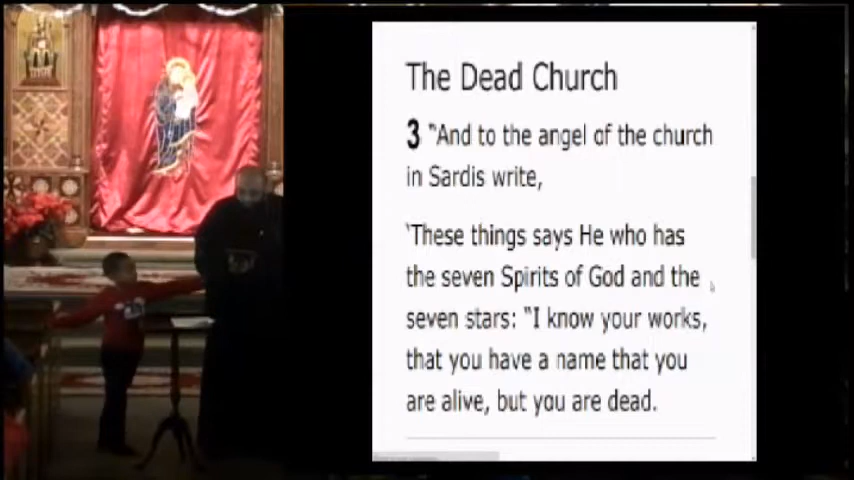 The Dead Church
3 "And to the angel of the church
in Sardis write,
'These things says He who has
the seven Spirits of God and the
seven stars: "I know your works,
that you have a name that you
are alive, but you are dead.